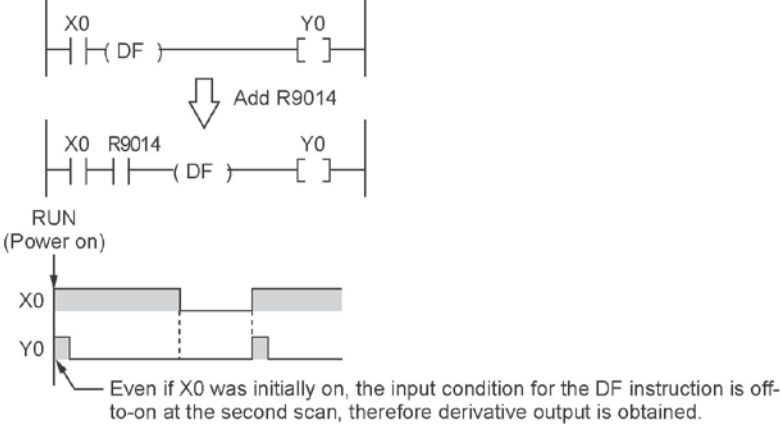 X0 Y0
( DF )
Add R9014
X0 R9014 Y0
( DF )
RUN
(Power on)
X0
Y0
Even if X0 was initially on, the input condition for the DF instruction is off-
to-on at the second scan, therefore derivative output is obtained.